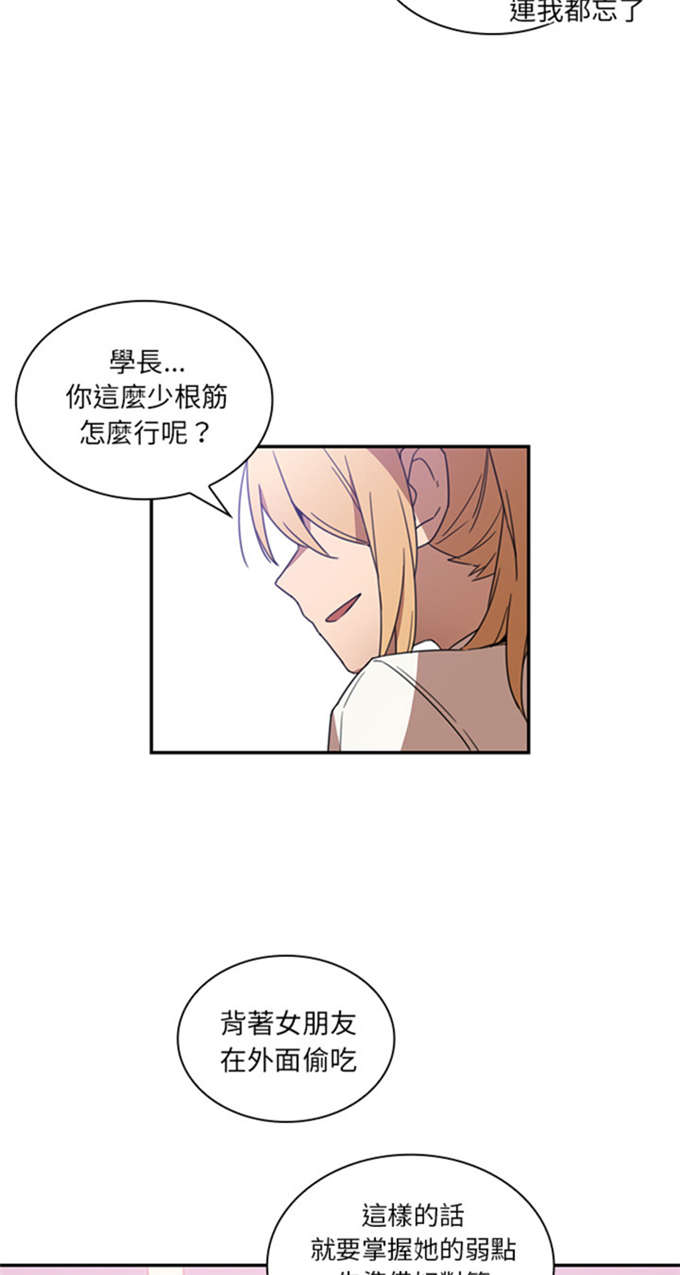 連我都忘了
學長...
你這麼少根筋
怎麼行呢？
背著女朋友
在外面偷吃
這樣的話
就要掌握她的弱點